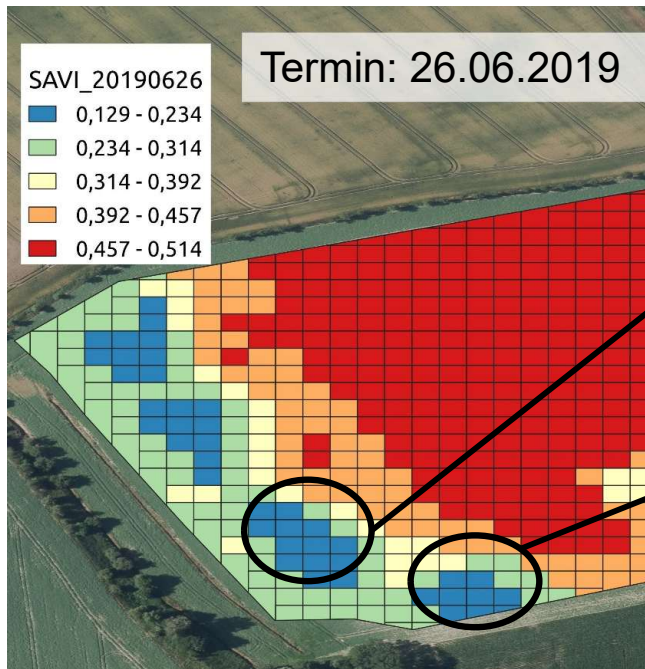 Termin: 26.06.2019
SAVI_20190626
0,129 - 0,234
0,234 - 0,314
0,314 - 0,392
0,392 - 0,457
0,457 - 0,514